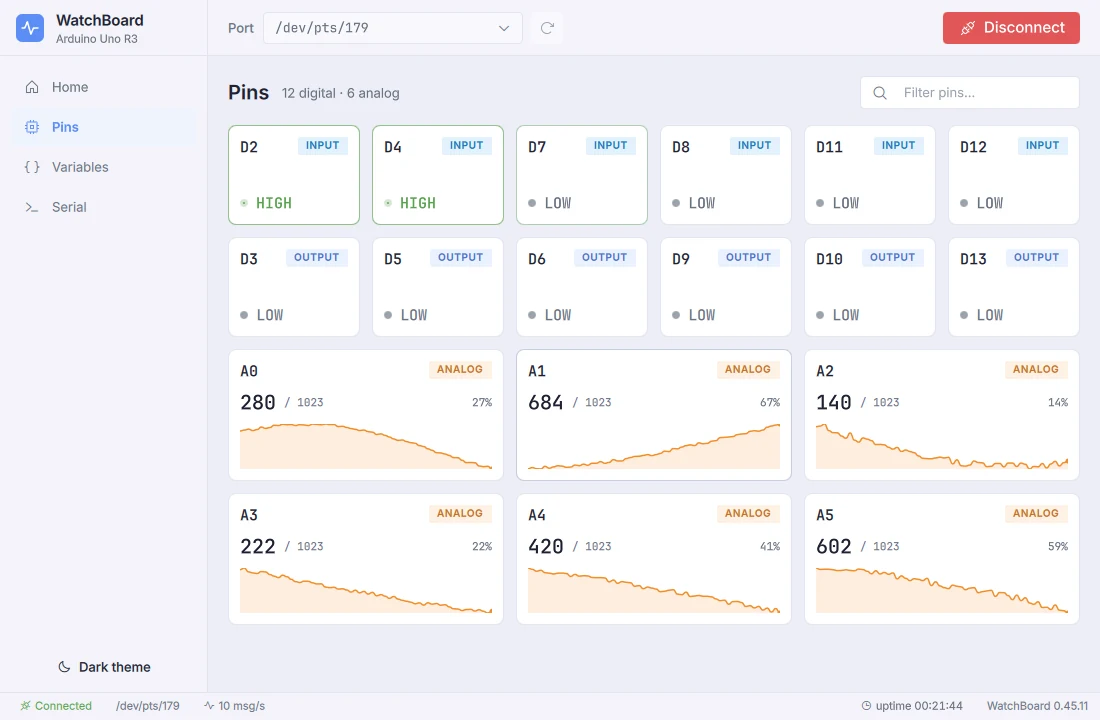 WatchBoard
Arduino Uno R3
Port /dev/pts/179
Disconnect
Home
Pins
Variables
Serial
Dark theme
Pins 12 digital · 6 analog
Filter pins...
D2 INPUT
HIGH
D4 INPUT
HIGH
D7 INPUT
LOW
D8 INPUT
LOW
D11 INPUT
LOW
D12 INPUT
LOW
D3 OUTPUT
LOW
D5 OUTPUT
LOW
D6 OUTPUT
LOW
D9 OUTPUT
LOW
D10 OUTPUT
LOW
D13 OUTPUT
LOW
A0 ANALOG
280 / 1023 27%
A1 ANALOG
684 / 1023 67%
A2 ANALOG
140 / 1023 14%
A3 ANALOG
222 / 1023 22%
A4 ANALOG
420 / 1023 41%
A5 ANALOG
602 / 1023 59%
Connected /dev/pts/179 10 msg/s uptime 00:21:44 WatchBoard 0.45.11